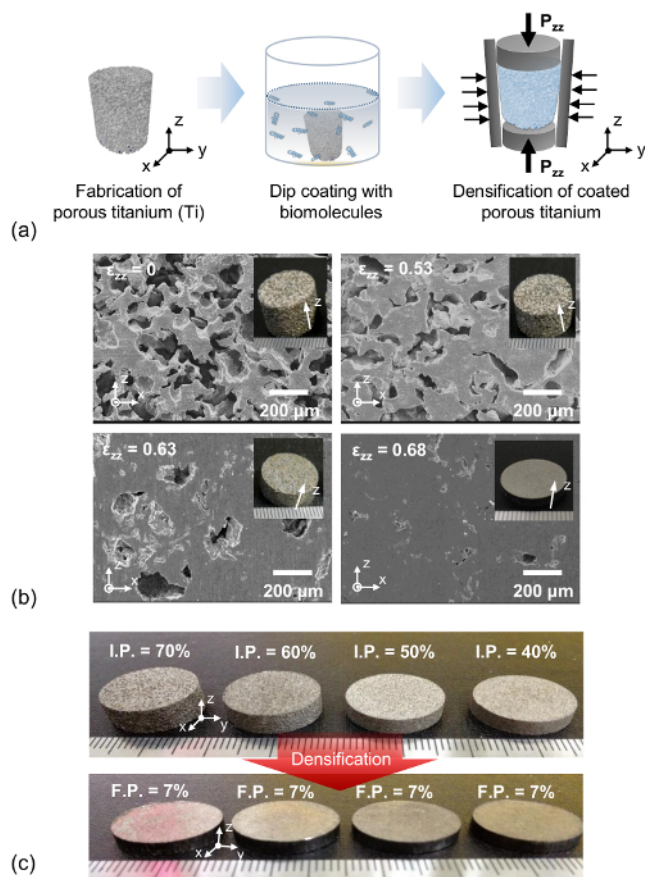 P_zz
z
y
x
P_zz
z
y
x
Fabrication of
porous titanium (Ti)
Dip coating with
biomolecules
Densification of coated
porous titanium
(a)
ε_zz = 0
z
z
x
200 µm
ε_zz = 0.53
z
z
x
200 µm
ε_zz = 0.63
z
z
x
200 µm
ε_zz = 0.68
z
z
x
200 µm
(b)
I.P. = 70%
I.P. = 60%
I.P. = 50%
I.P. = 40%
z
x
y
Densification
F.P. = 7%
F.P. = 7%
F.P. = 7%
F.P. = 7%
z
x
y
(c)